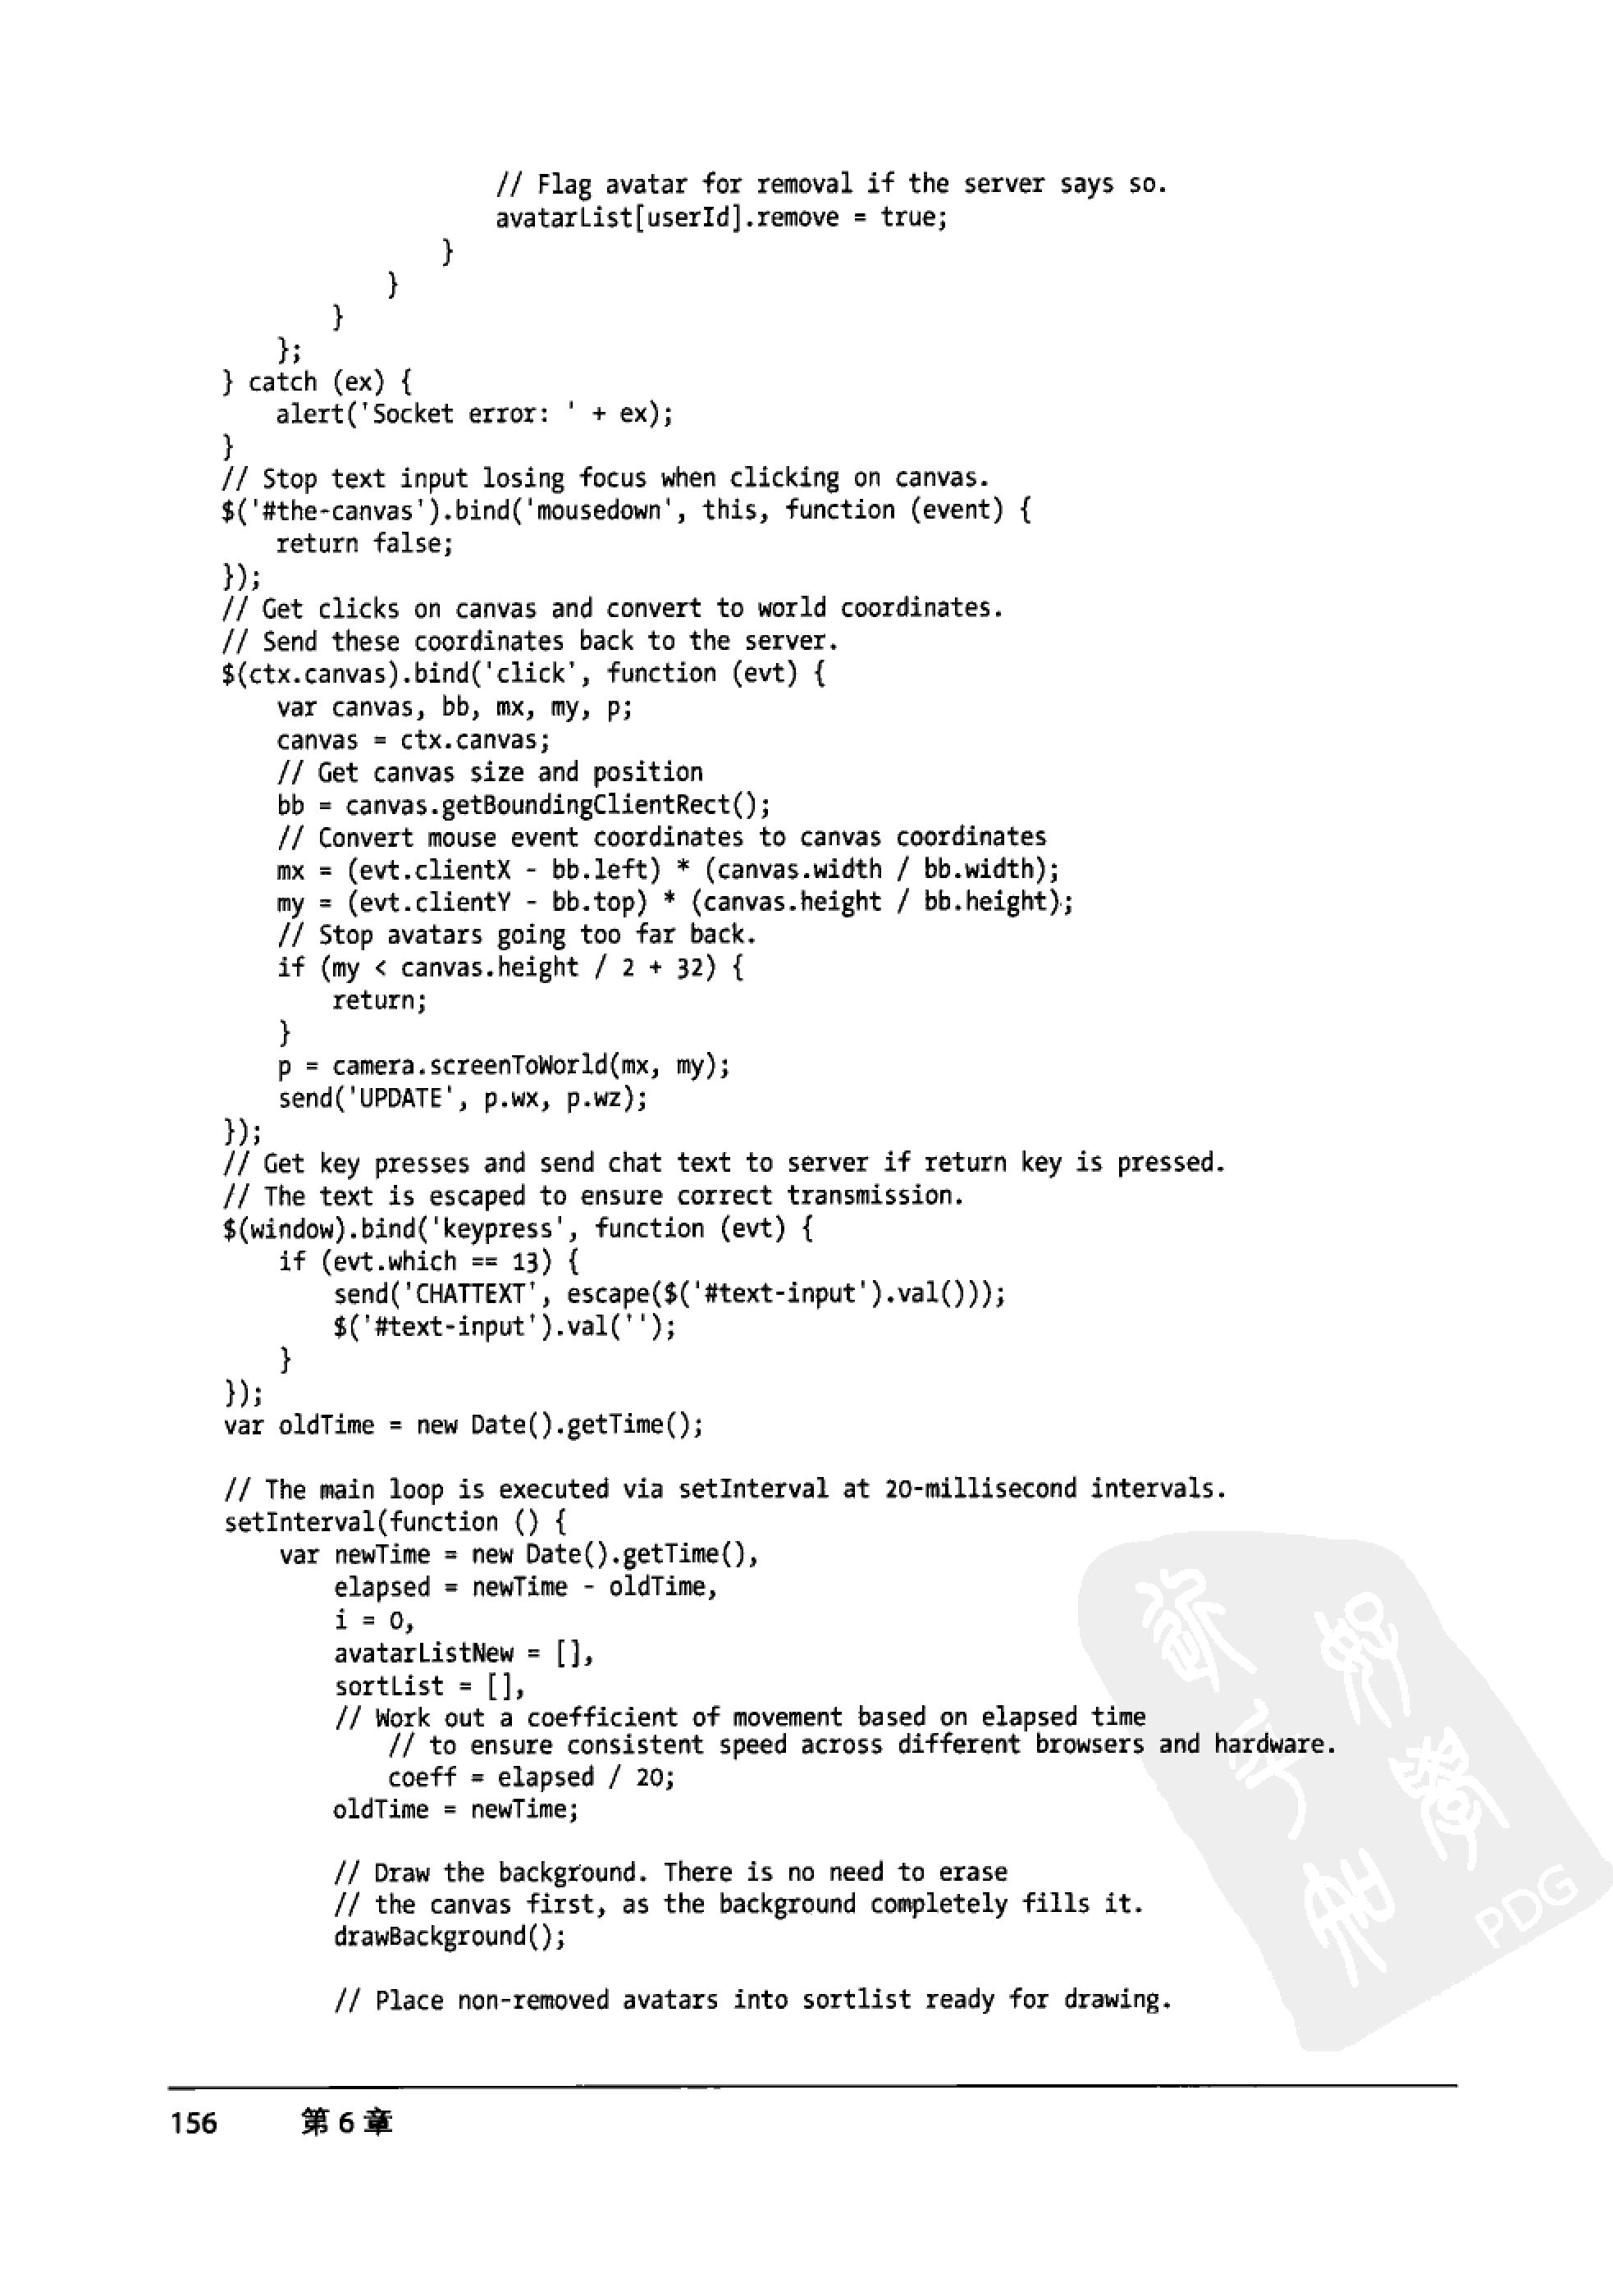 // Flag avatar for removal if the server says so.
                    avatarList[userId].remove = true;
                }
            }
        }
    };
} catch (ex) {
    alert('Socket error: ' + ex);
}
// Stop text input losing focus when clicking on canvas.
$('#the-canvas').bind('mousedown', this, function (event) {
    return false;
});
// Get clicks on canvas and convert to world coordinates.
// Send these coordinates back to the server.
$(ctx.canvas).bind('click', function (evt) {
    var canvas, bb, mx, my, p;
    canvas = ctx.canvas;
    // Get canvas size and position
    bb = canvas.getBoundingClientRect();
    // Convert mouse event coordinates to canvas coordinates
    mx = (evt.clientX - bb.left) * (canvas.width / bb.width);
    my = (evt.clientY - bb.top) * (canvas.height / bb.height);
    // Stop avatars going too far back.
    if (my < canvas.height / 2 + 32) {
        return;
    }
    p = camera.screenToWorld(mx, my);
    send('UPDATE', p.wx, p.wz);
});
// Get key presses and send chat text to server if return key is pressed.
// The text is escaped to ensure correct transmission.
$(window).bind('keypress', function (evt) {
    if (evt.which == 13) {
        send('CHATTEXT', escape($('#text-input').val()));
        $('#text-input').val('');
    }
});
var oldTime = new Date().getTime();

// The main loop is executed via setInterval at 20-millisecond intervals.
setInterval(function () {
    var newTime = new Date().getTime(),
        elapsed = newTime - oldTime,
        i = 0,
        avatarListNew = [],
        sortList = [],
        // Work out a coefficient of movement based on elapsed time
            // to ensure consistent speed across different browsers and hardware.
            coeff = elapsed / 20;
        oldTime = newTime;

        // Draw the background. There is no need to erase
        // the canvas first, as the background completely fills it.
        drawBackground();

        // Place non-removed avatars into sortlist ready for drawing.
PDG
156 第 6 章